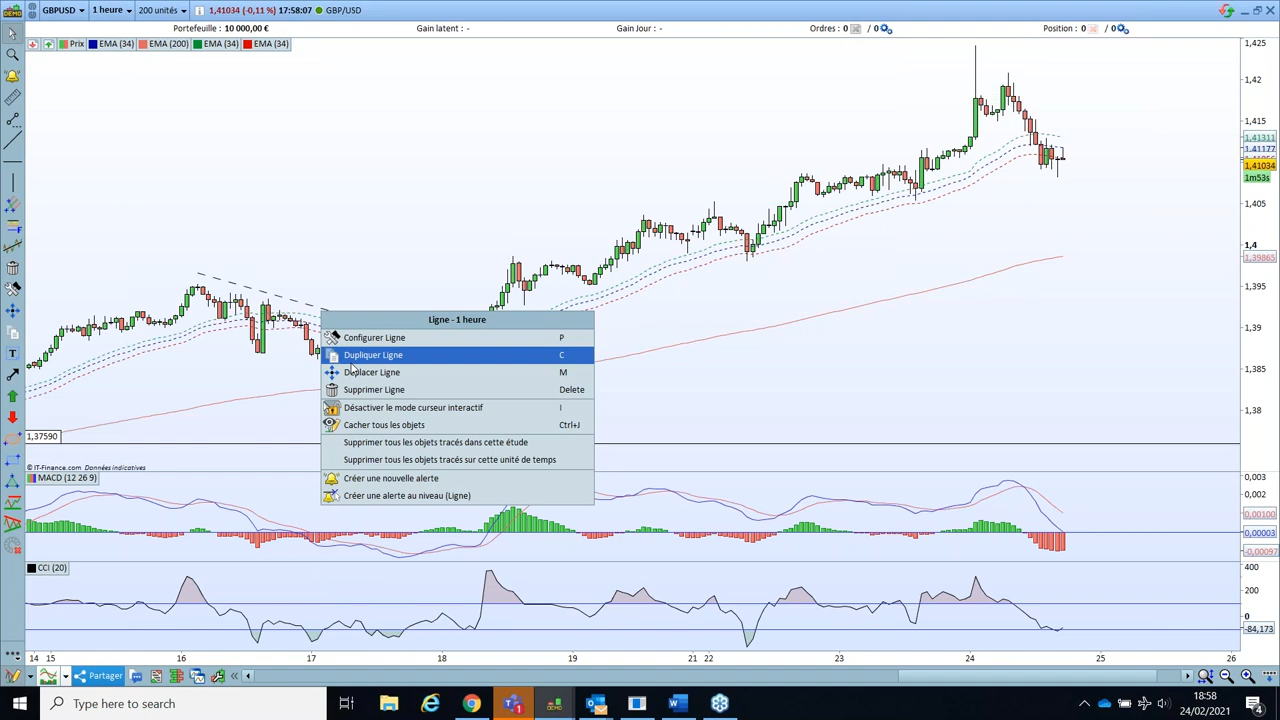 DEMO GBPUSD 1 heure 200 unités 1,41034 (-0,11 %) 17:58:07 GBP/USD
Portefeuille : 10 000,00 € Gain latent : - Gain Jour : - Ordres : 0 / 0 Position : 0 / 0
Prix EMA (34) EMA (200) EMA (34) EMA (34)
1,425
1,42
1,415
1,41311
1,41177
1,41034
1m53s
1,405
1,4
1,39865
1,395
1,39
1,385
1,38
Ligne - 1 heure
Configurer Ligne P
Dupliquer Ligne C
Déplacer Ligne M
Supprimer Ligne Delete
Désactiver le mode curseur interactif I
Cacher tous les objets Ctrl+J
Supprimer tous les objets tracés dans cette étude
Supprimer tous les objets tracés sur cette unité de temps
Créer une nouvelle alerte
Créer une alerte au niveau (Ligne)
1,37590
© IT-Finance.com Données indicatives
MACD (12 26 9)
0,003
0,002
0,00100
0,00003
-0,00097
CCI (20)
400
200
0
-84,173
14 15 16 17 18 19 21 22 23 24 25 26
Partager
Type here to search
DEMO
18:58
24/02/2021